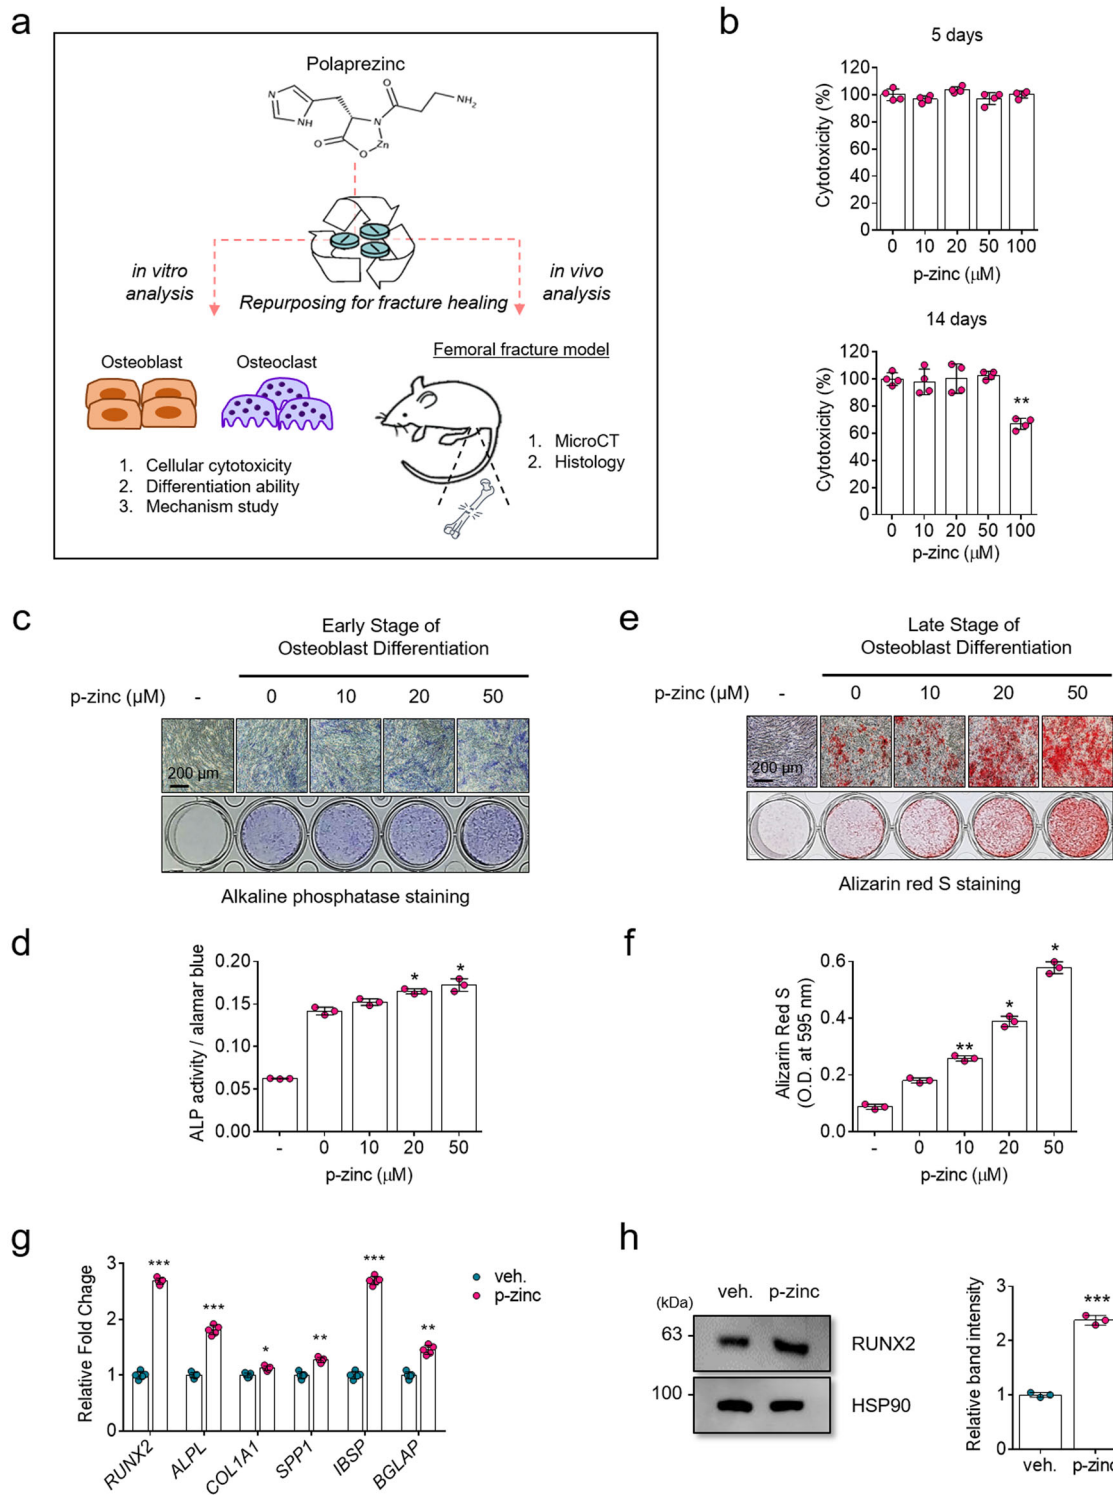 a
Polaprezinc
N
NH
O
N
O
O
Zn
NH2
in vitro
analysis
in vivo
analysis
Repurposing for fracture healing
Osteoblast
Osteoclast
1. Cellular cytotoxicity
2. Differentiation ability
3. Mechanism study
Femoral fracture model
1. MicroCT
2. Histology
b
5 days
Cytotoxicity (%)
120
100
80
60
40
20
0
0 10 20 50 100
p-zinc (μM)
14 days
Cytotoxicity (%)
120
100
80
60
40
20
0
**
0 10 20 50 100
p-zinc (μM)
c
Early Stage of
Osteoblast Differentiation
p-zinc (μM) - 0 10 20 50
200 μm
Alkaline phosphatase staining
d
ALP activity / alamar blue
0.20
0.15
0.10
0.05
0.00
* *
- 0 10 20 50
p-zinc (μM)
e
Late Stage of
Osteoblast Differentiation
p-zinc (μM) - 0 10 20 50
200 μm
Alizarin red S staining
f
Alizarin Red S
(O.D. at 595 nm)
0.6
0.4
0.2
0.0
** * *
- 0 10 20 50
p-zinc (μM)
g
Relative Fold Chage
3
2
1
0
*** *** * ** *** **
veh.
p-zinc
RUNX2 ALPL COL1A1 SPP1 IBSP BGLAP
h
(kDa) veh. p-zinc
63 RUNX2
100 HSP90
Relative band intensity
3
2
1
0
***
veh. p-zinc